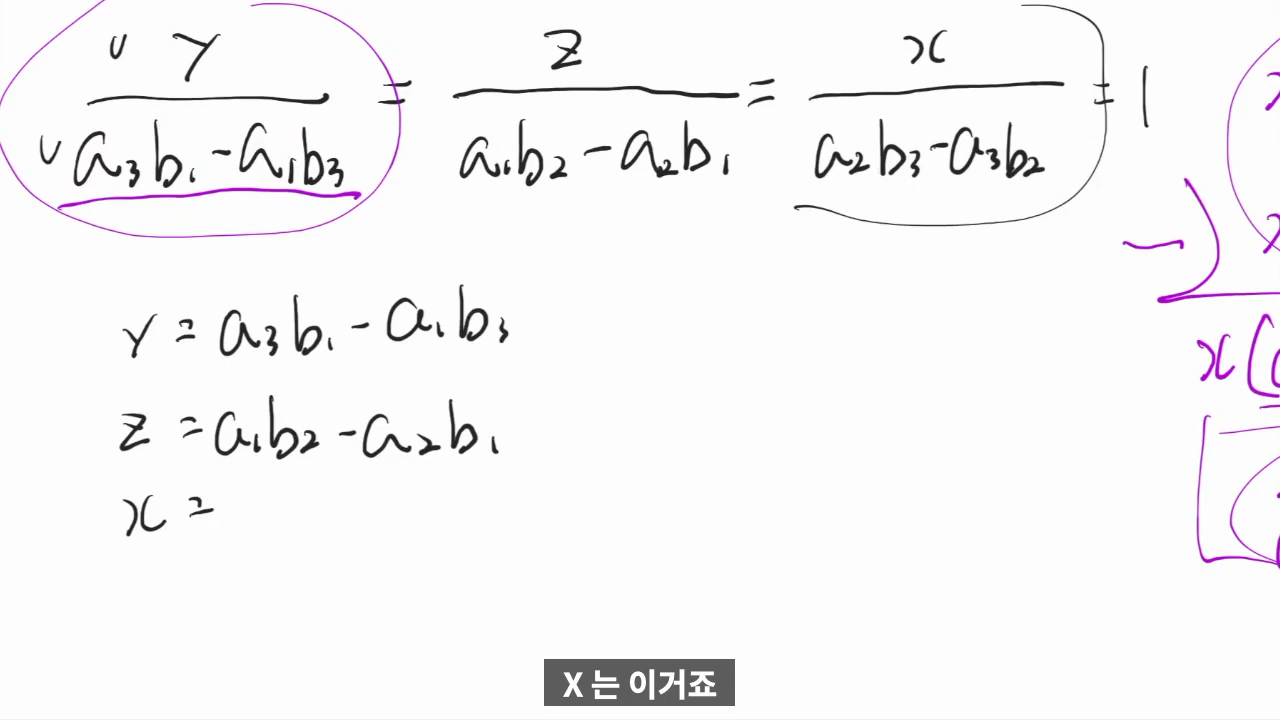 y / (a₃b₁ - a₁b₃) = z / (a₁b₂ - a₂b₁) = x / (a₂b₃ - a₃b₂) = 1
y = a₃b₁ - a₁b₃
z = a₁b₂ - a₂b₁
x =
x(
X 는 이거죠